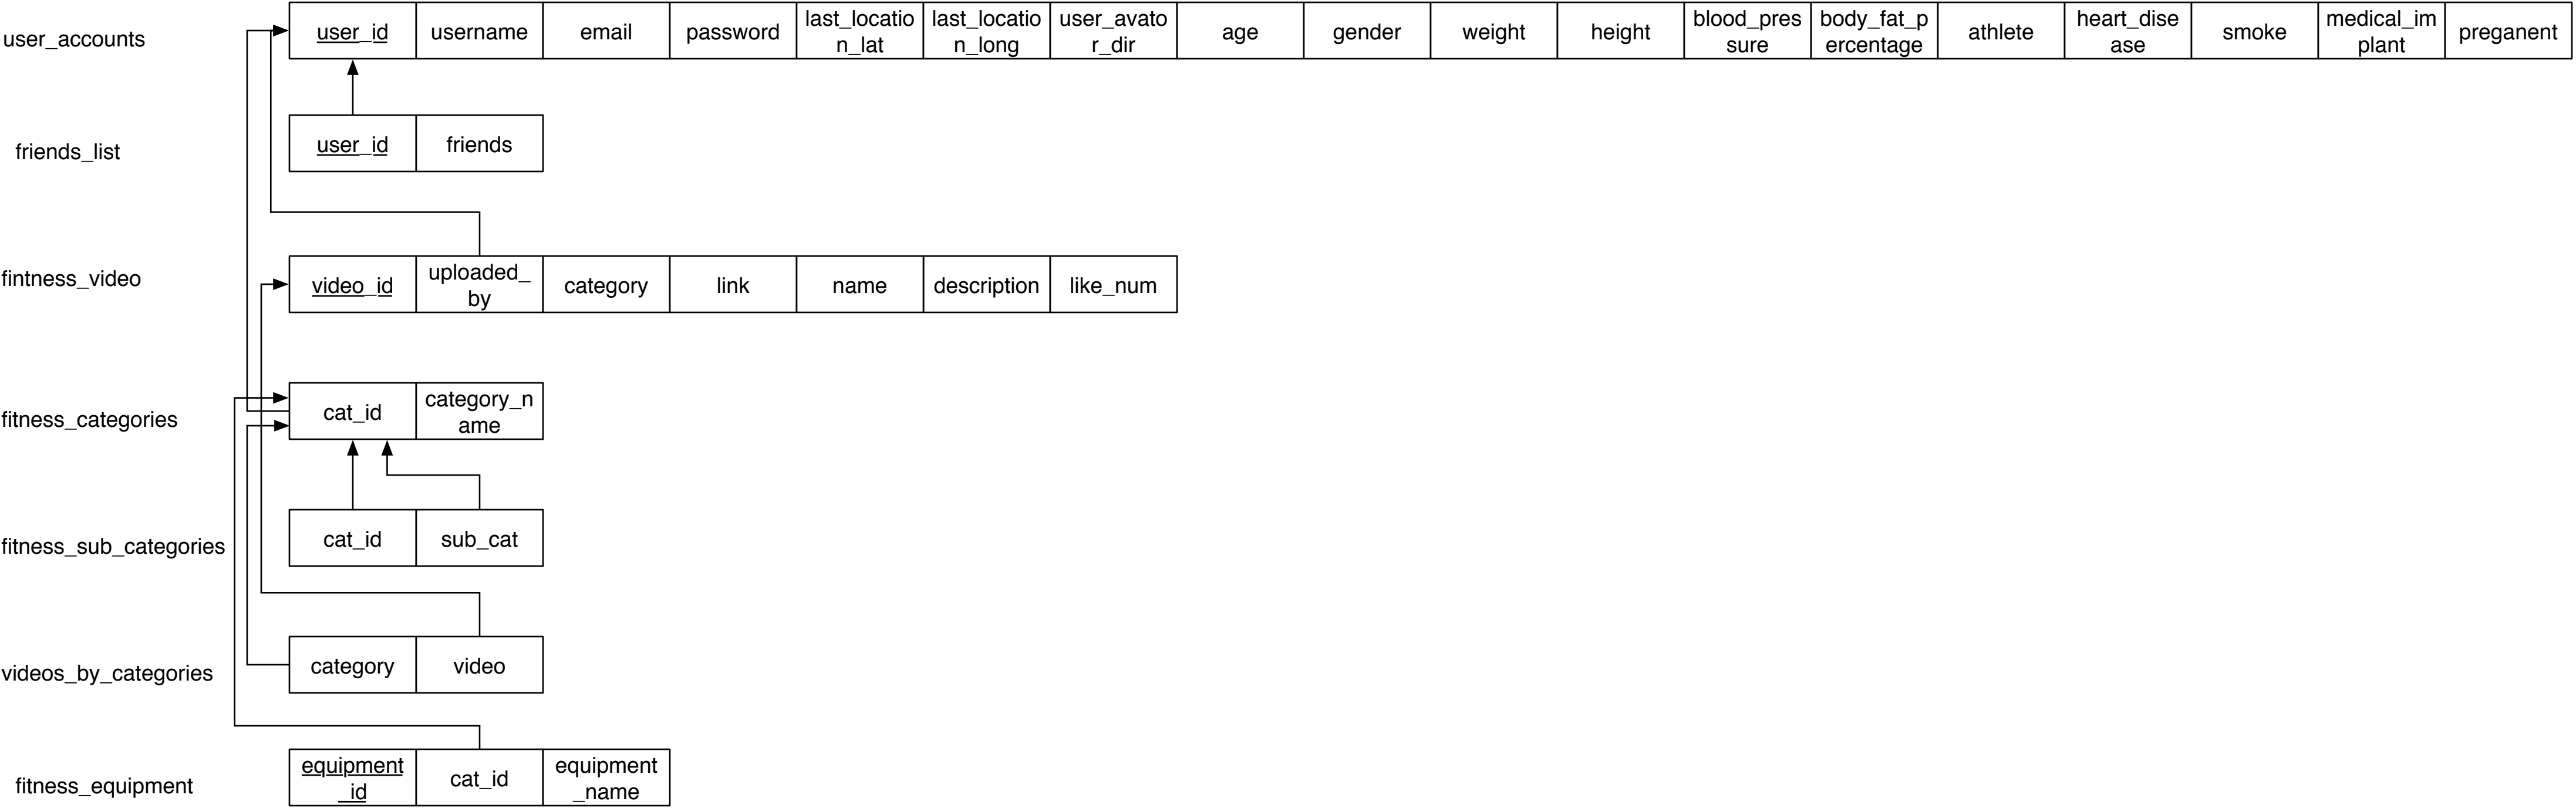 user_accounts
user_id
username
email
password
last_locatio
n_lat
last_locatio
n_long
user_avato
r_dir
age
gender
weight
height
blood_pres
sure
body_fat_p
ercentage
athlete
heart_dise
ase
smoke
medical_im
plant
preganent
friends_list
user_id
friends
fintness_video
video_id
uploaded_
by
category
link
name
description
like_num
fitness_categories
cat_id
category_n
ame
fitness_sub_categories
cat_id
sub_cat
videos_by_categories
category
video
fitness_equipment
equipment
_id
cat_id
equipment
_name